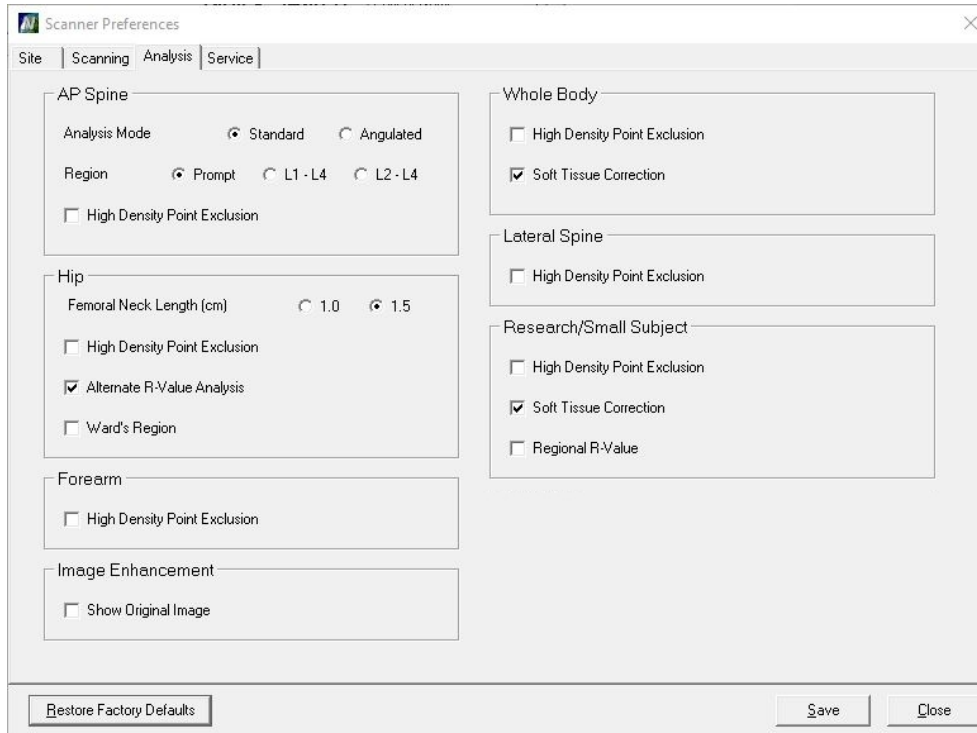 Scanner Preferences
Site Scanning Analysis Service
AP Spine
Analysis Mode Standard Angulated
Region Prompt L1 - L4 L2 - L4
High Density Point Exclusion
Hip
Femoral Neck Length (cm) 1.0 1.5
High Density Point Exclusion
Alternate R-Value Analysis
Ward's Region
Forearm
High Density Point Exclusion
Image Enhancement
Show Original Image
Whole Body
High Density Point Exclusion
Soft Tissue Correction
Lateral Spine
High Density Point Exclusion
Research/Small Subject
High Density Point Exclusion
Soft Tissue Correction
Regional R-Value
Restore Factory Defaults Save Close